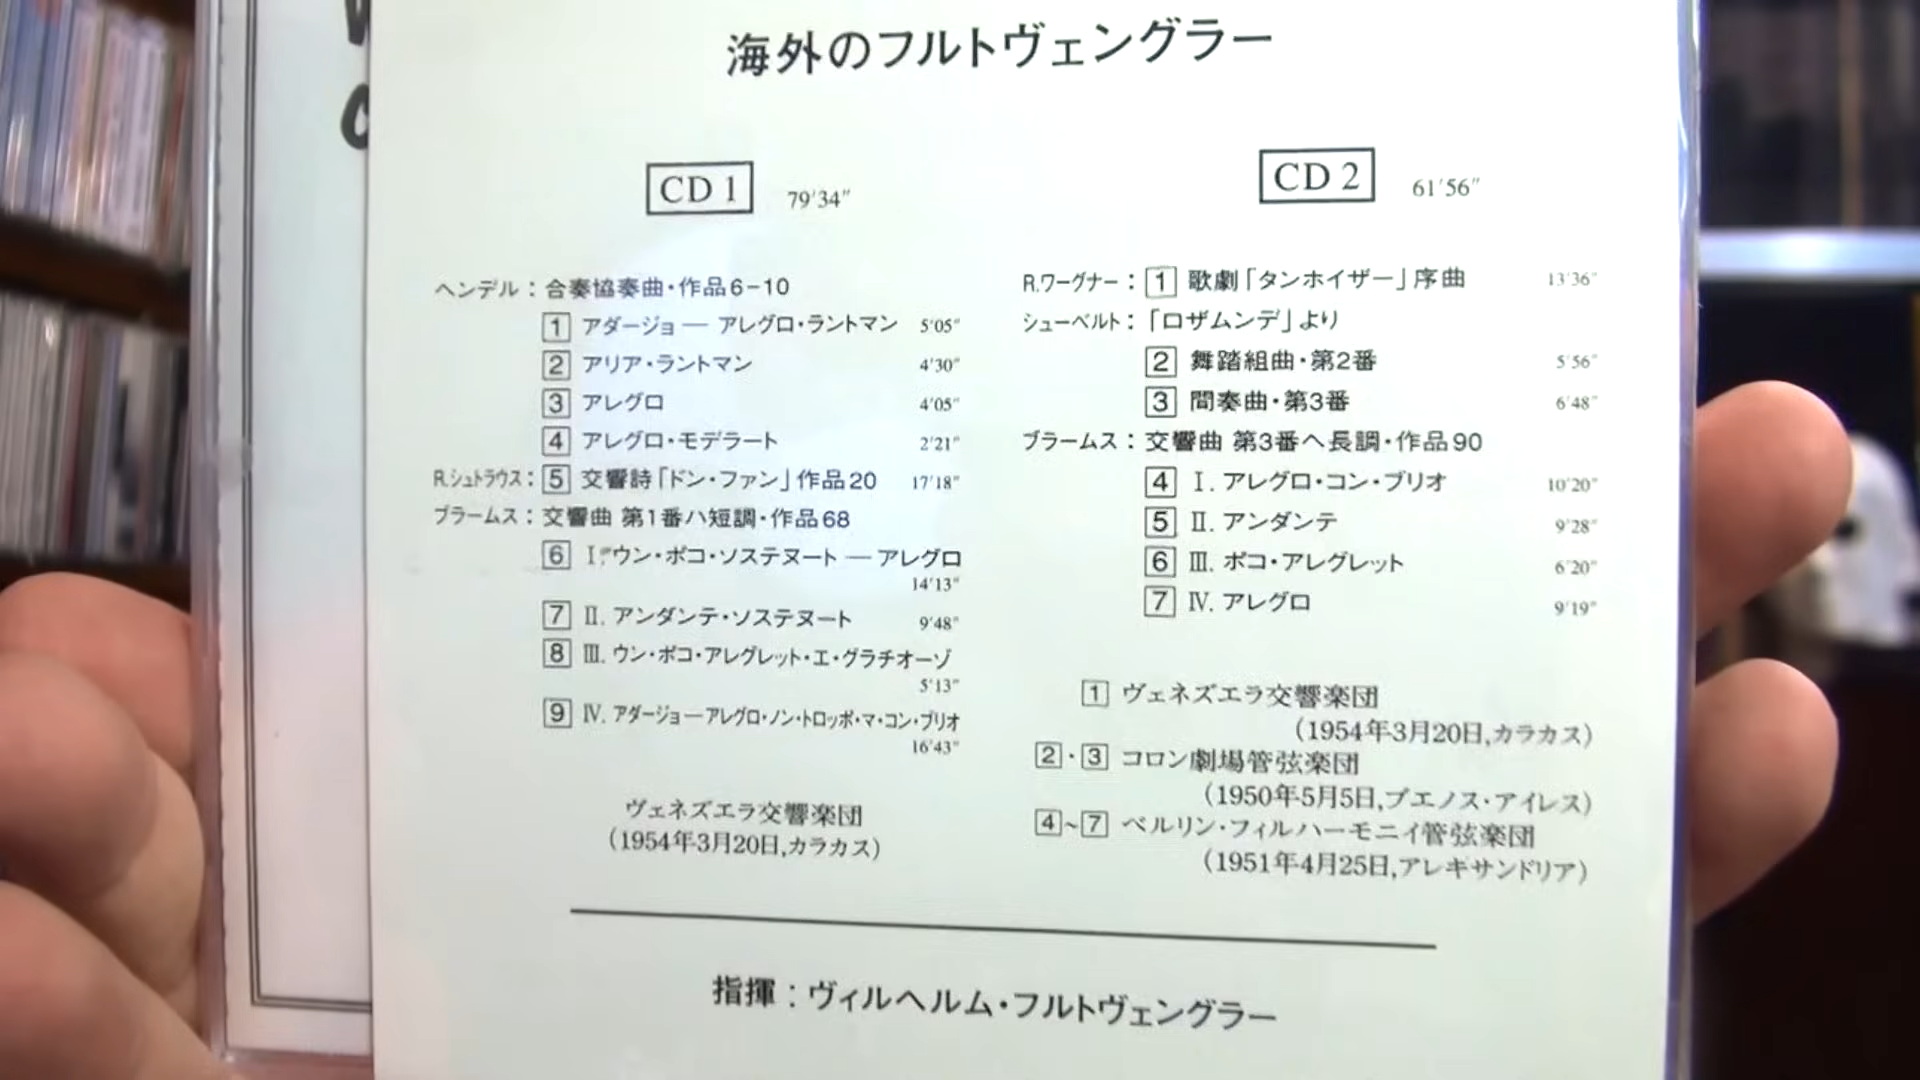 海外のフルトヴェングラー
CD 1 79'34"
ヘンデル：合奏協奏曲・作品6-10
1 アダージョ ― アレグロ・ラントマン 5'05"
2 アリア・ラントマン 4'30"
3 アレグロ 4'05"
4 アレグロ・モデラート 2'21"
R.シュトラウス：5 交響詩「ドン・ファン」作品20 17'18"
ブラームス：交響曲 第1番ハ短調・作品68
6 Ⅰ. ウン・ポコ・ソステヌート ― アレグロ
14'13"
7 Ⅱ. アンダンテ・ソステヌート 9'48"
8 Ⅲ. ウン・ポコ・アレグレット・エ・グラチオーゾ
5'13"
9 Ⅳ. アダージョ―アレグロ・ノン・トロッポ・マ・コン・ブリオ
16'43"
ヴェネズエラ交響楽団
(1954年3月20日,カラカス)
CD 2 61'56"
R.ワーグナー：1 歌劇「タンホイザー」序曲 13'36"
シューベルト：「ロザムンデ」より
2 舞踏組曲・第2番 5'56"
3 間奏曲・第3番 6'48"
ブラームス：交響曲 第3番ヘ長調・作品90
4 Ⅰ. アレグロ・コン・ブリオ 10'20"
5 Ⅱ. アンダンテ 9'28"
6 Ⅲ. ポコ・アレグレット 6'20"
7 Ⅳ. アレグロ 9'19"
1 ヴェネズエラ交響楽団
(1954年3月20日,カラカス)
2・3 コロン劇場管弦楽団
(1950年5月5日,ブエノス・アイレス)
4~7 ベルリン・フィルハーモニイ管弦楽団
(1951年4月25日,アレキサンドリア)
指揮：ヴィルヘルム・フルトヴェングラー